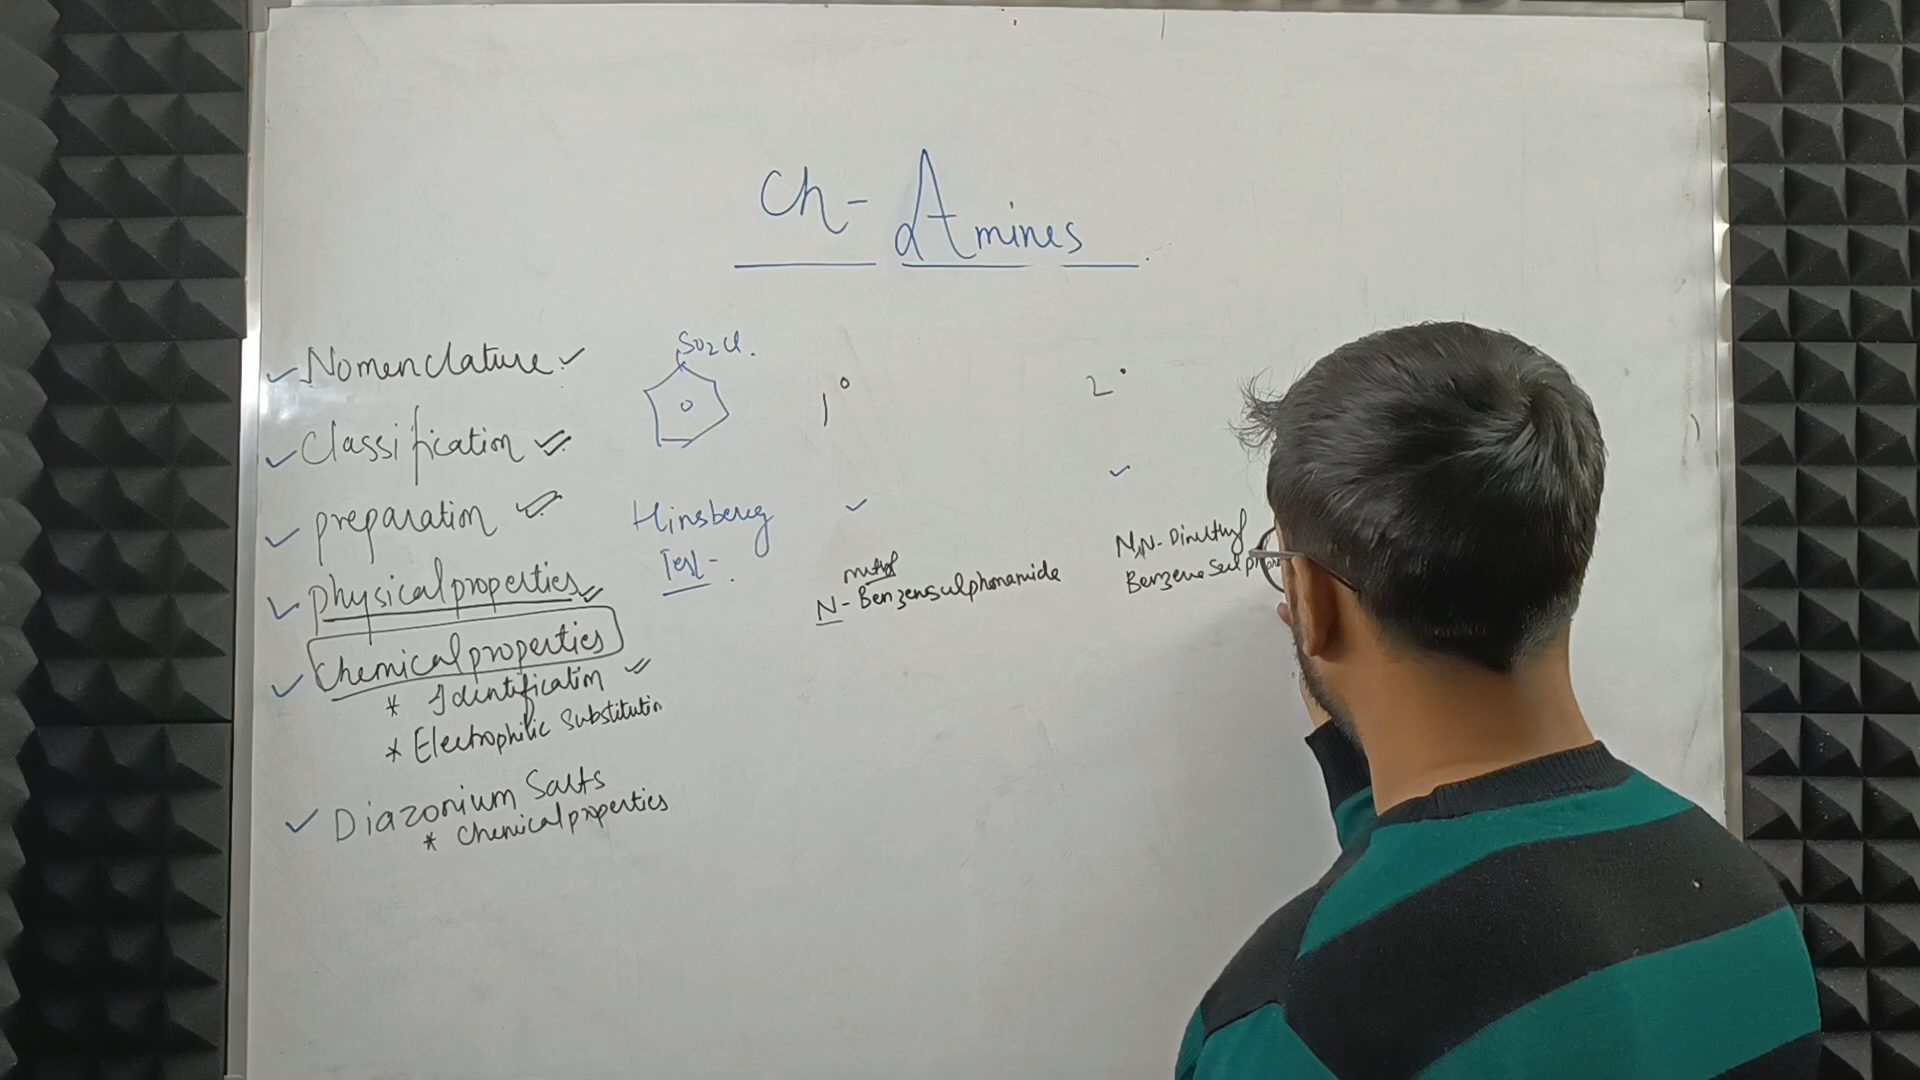 Ch- Amines
Nomenclature
Classification
preparation
physical properties
Chemical properties
* Identification
* Electrophilic Substitution
Diazonium Salts
* Chemical properties
SO2Cl.
Hinsberg
Test-
1°
methyl
N- Benzensulphonamide
2°
N,N- Dimethyl
Benzene